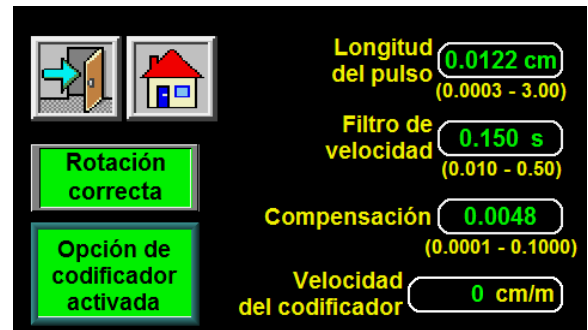 Longitud
del pulso
0.0122 cm
(0.0003 - 3.00)
Filtro de
velocidad
0.150 s
(0.010 - 0.50)
Rotación
correcta
Compensación
0.0048
(0.0001 - 0.1000)
Opción de
codificador
activada
Velocidad
del codificador
0 cm/m